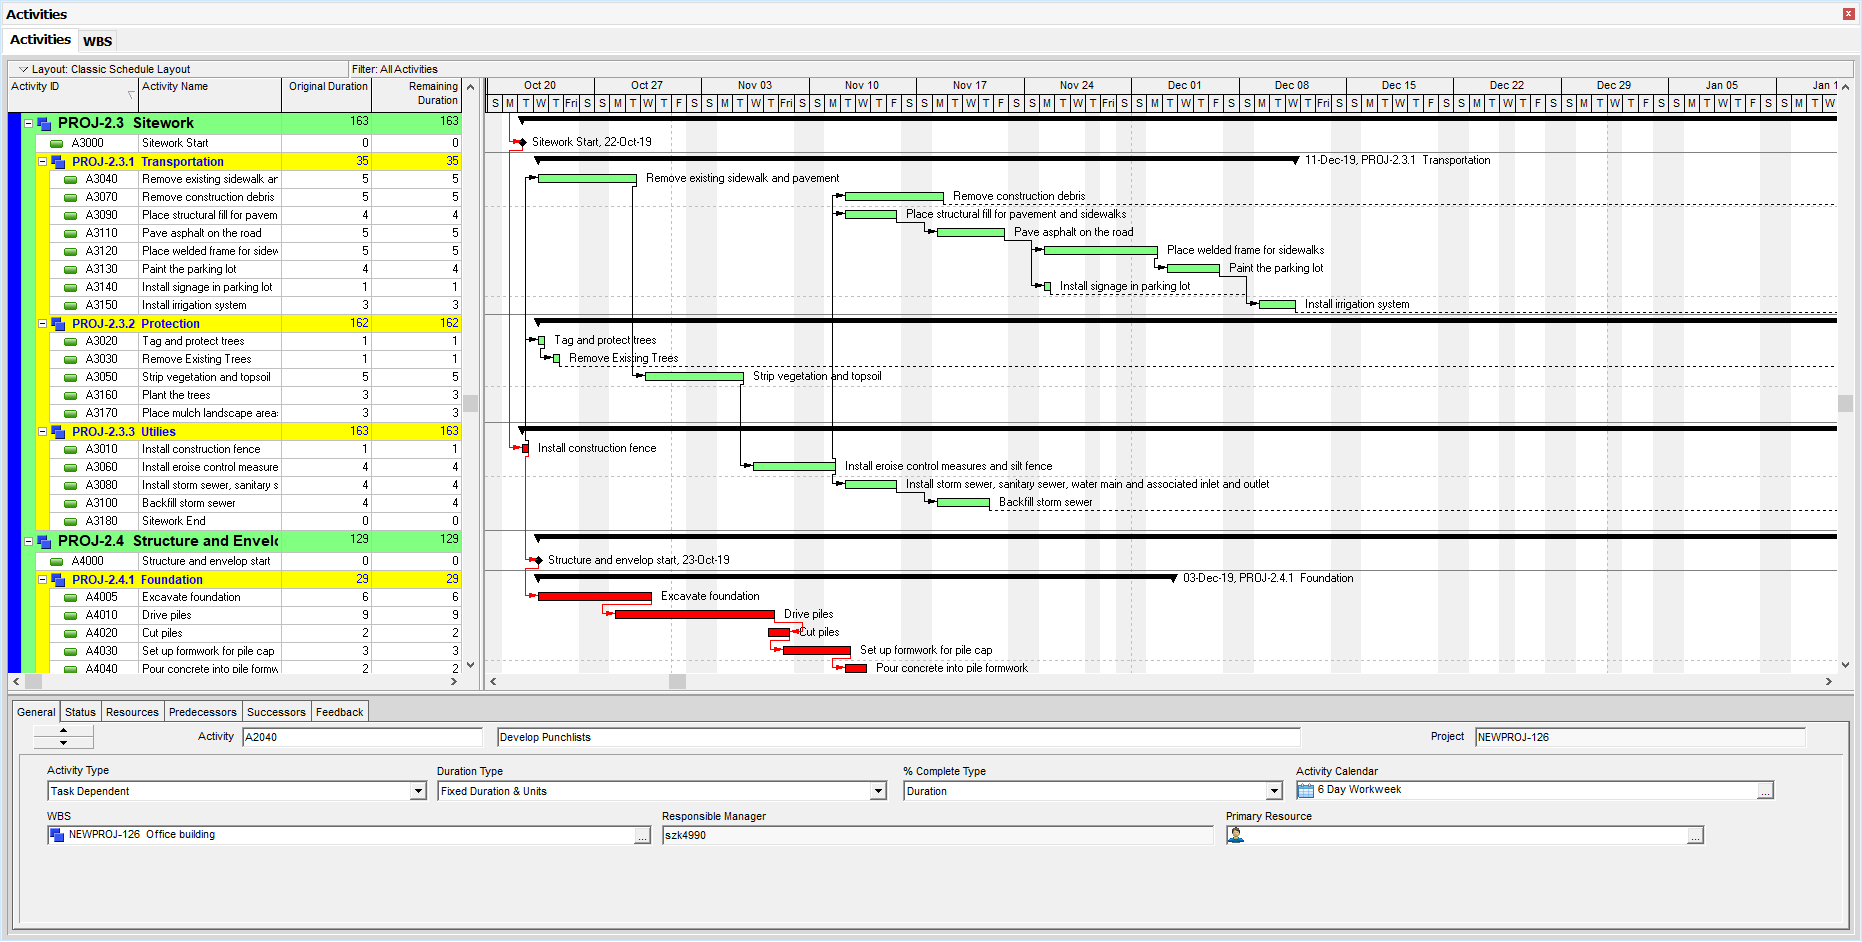 Activities
Activities WBS
Layout: Classic Schedule Layout Filter: All Activities
Activity ID Activity Name Original Duration Remaining Duration
Oct 20 Oct 27 Nov 03 Nov 10 Nov 17 Nov 24 Dec 01 Dec 08 Dec 15 Dec 22 Dec 29 Jan 05 Jan 1
PROJ-2.3 Sitework 163 163
A3000 Sitework Start 0 0 Sitework Start, 22-Oct-19
PROJ-2.3.1 Transportation 35 35 11-Dec-19, PROJ-2.3.1 Transportation
A3040 Remove existing sidewalk an 5 5 Remove existing sidewalk and pavement
A3070 Remove construction debris 5 5 Remove construction debris
A3090 Place structural fill for pavem 4 4 Place structural fill for pavement and sidewalks
A3110 Pave asphalt on the road 5 5 Pave asphalt on the road
A3120 Place welded frame for sidew 5 5 Place welded frame for sidewalks
A3130 Paint the parking lot 4 4 Paint the parking lot
A3140 Install signage in parking lot 1 1 Install signage in parking lot
A3150 Install irrigation system 3 3 Install irrigation system
PROJ-2.3.2 Protection 162 162
A3020 Tag and protect trees 1 1 Tag and protect trees
A3030 Remove Existing Trees 1 1 Remove Existing Trees
A3050 Strip vegetation and topsoil 5 5 Strip vegetation and topsoil
A3160 Plant the trees 3 3
A3170 Place mulch landscape area 3 3
PROJ-2.3.3 Utilies 163 163
A3010 Install construction fence 1 1 Install construction fence
A3060 Install eroise control measure 4 4 Install eroise control measures and silt fence
A3080 Install storm sewer, sanitary s 4 4 Install storm sewer, sanitary sewer, water main and associated inlet and outlet
A3100 Backfill storm sewer 4 4 Backfill storm sewer
A3180 Sitework End 0 0
PROJ-2.4 Structure and Envelo 129 129
A4000 Structure and envelop start 0 0 Structure and envelop start, 23-Oct-19
PROJ-2.4.1 Foundation 29 29 03-Dec-19, PROJ-2.4.1 Foundation
A4005 Excavate foundation 6 6 Excavate foundation
A4010 Drive piles 9 9 Drive piles
A4020 Cut piles 2 2 Cut piles
A4030 Set up formwork for pile cap 3 3 Set up formwork for pile cap
A4040 Pour concrete into pile formw 2 2 Pour concrete into pile formwork
General Status Resources Predecessors Successors Feedback
Activity A2040 Develop Punchlists Project NEWPROJ-126
Activity Type Duration Type % Complete Type Activity Calendar
Task Dependent Fixed Duration & Units Duration 6 Day Workweek ...
WBS Responsible Manager Primary Resource
NEWPROJ-126 Office building ... szk4990 ...